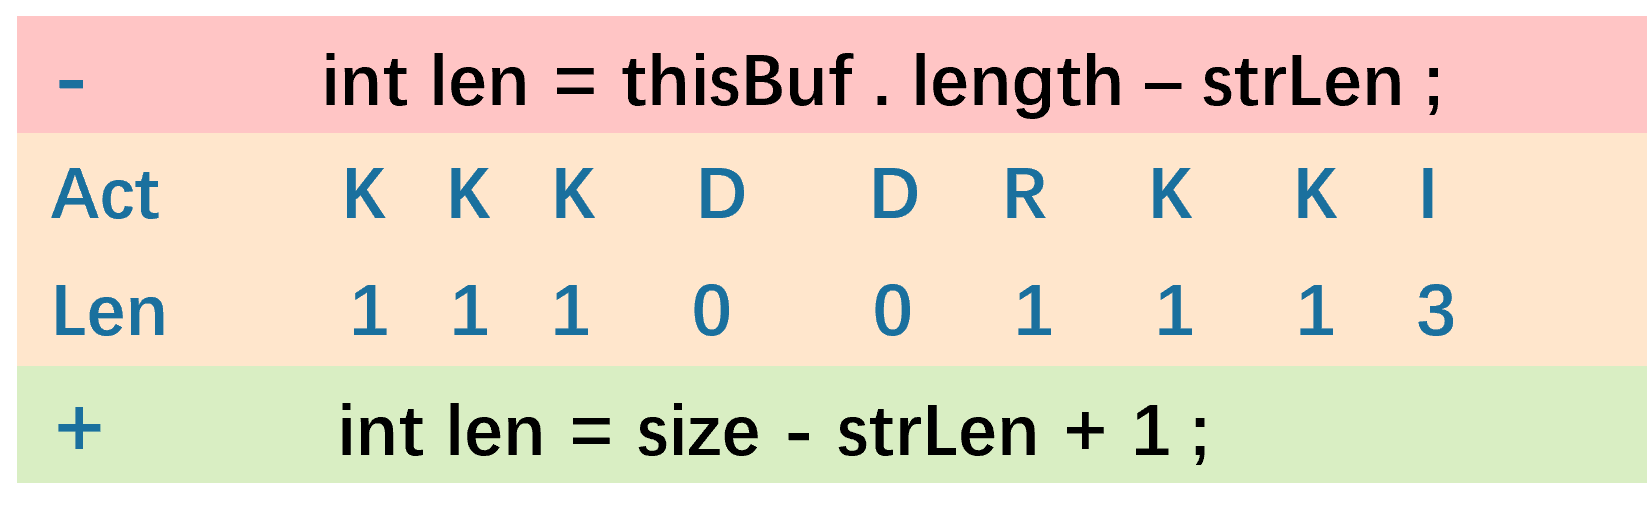 - int len = thisBuf . length – strLen ;
Act K K K D D R K K I
Len 1 1 1 0 0 1 1 1 3
+ int len = size - strLen + 1 ;